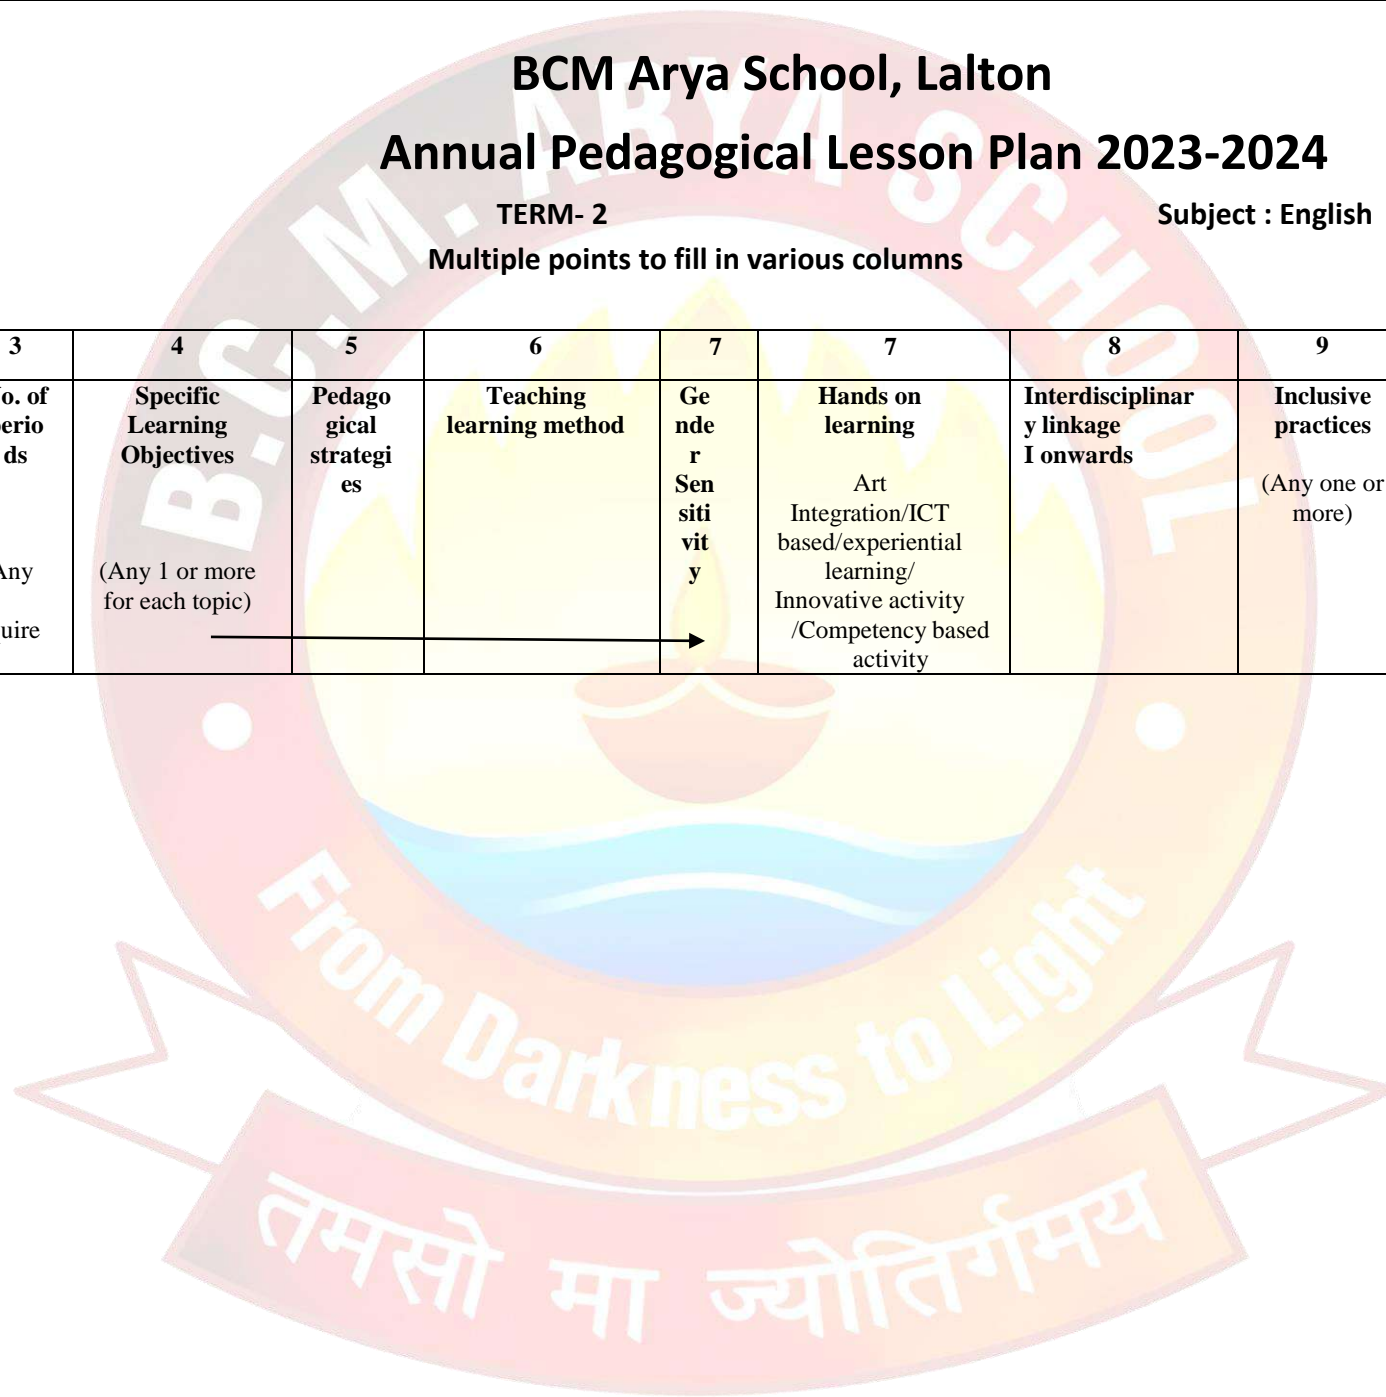 BCM Arya School, Lalton
Annual Pedagogical Lesson Plan 2023-2024
TERM- 2 Subject : English
Multiple points to fill in various columns
3 4 5 6 7 7 8 9
o. of
erio
ds
Any
uire
Specific
Learning
Objectives
(Any 1 or more
for each topic)
Pedago
gical
strategi
es
Teaching
learning method
Ge
nde
r
Sen
siti
vit
y
Hands on
learning
Art
Integration/ICT
based/experiential
learning/
Innovative activity
/Competency based
activity
Interdisciplinar
y linkage
I onwards
Inclusive
practices
(Any one or
more)
B.C.M. ARYA SCHOOL
From Darkness to Light
तमसो मा ज्योतिर्गमय